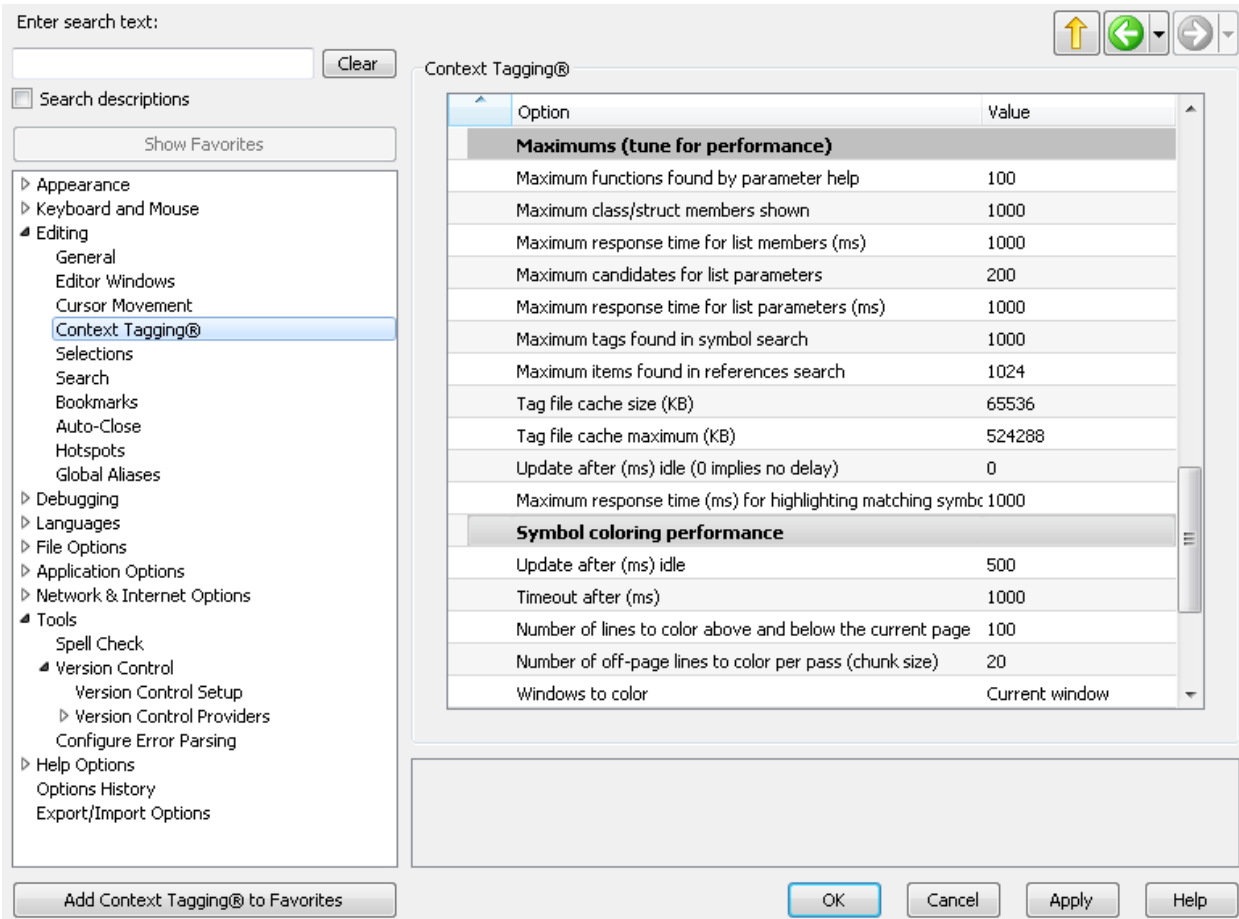 Enter search text:
Clear
Search descriptions
Show Favorites
Appearance
Keyboard and Mouse
Editing
General
Editor Windows
Cursor Movement
Context Tagging®
Selections
Search
Bookmarks
Auto-Close
Hotspots
Global Aliases
Debugging
Languages
File Options
Application Options
Network & Internet Options
Tools
Spell Check
Version Control
Version Control Setup
Version Control Providers
Configure Error Parsing
Help Options
Options History
Export/Import Options
Add Context Tagging® to Favorites
Context Tagging®
Option Value
Maximums (tune for performance)
Maximum functions found by parameter help 100
Maximum class/struct members shown 1000
Maximum response time for list members (ms) 1000
Maximum candidates for list parameters 200
Maximum response time for list parameters (ms) 1000
Maximum tags found in symbol search 1000
Maximum items found in references search 1024
Tag file cache size (KB) 65536
Tag file cache maximum (KB) 524288
Update after (ms) idle (0 implies no delay) 0
Maximum response time (ms) for highlighting matching symbc 1000
Symbol coloring performance
Update after (ms) idle 500
Timeout after (ms) 1000
Number of lines to color above and below the current page 100
Number of off-page lines to color per pass (chunk size) 20
Windows to color Current window
OK Cancel Apply Help